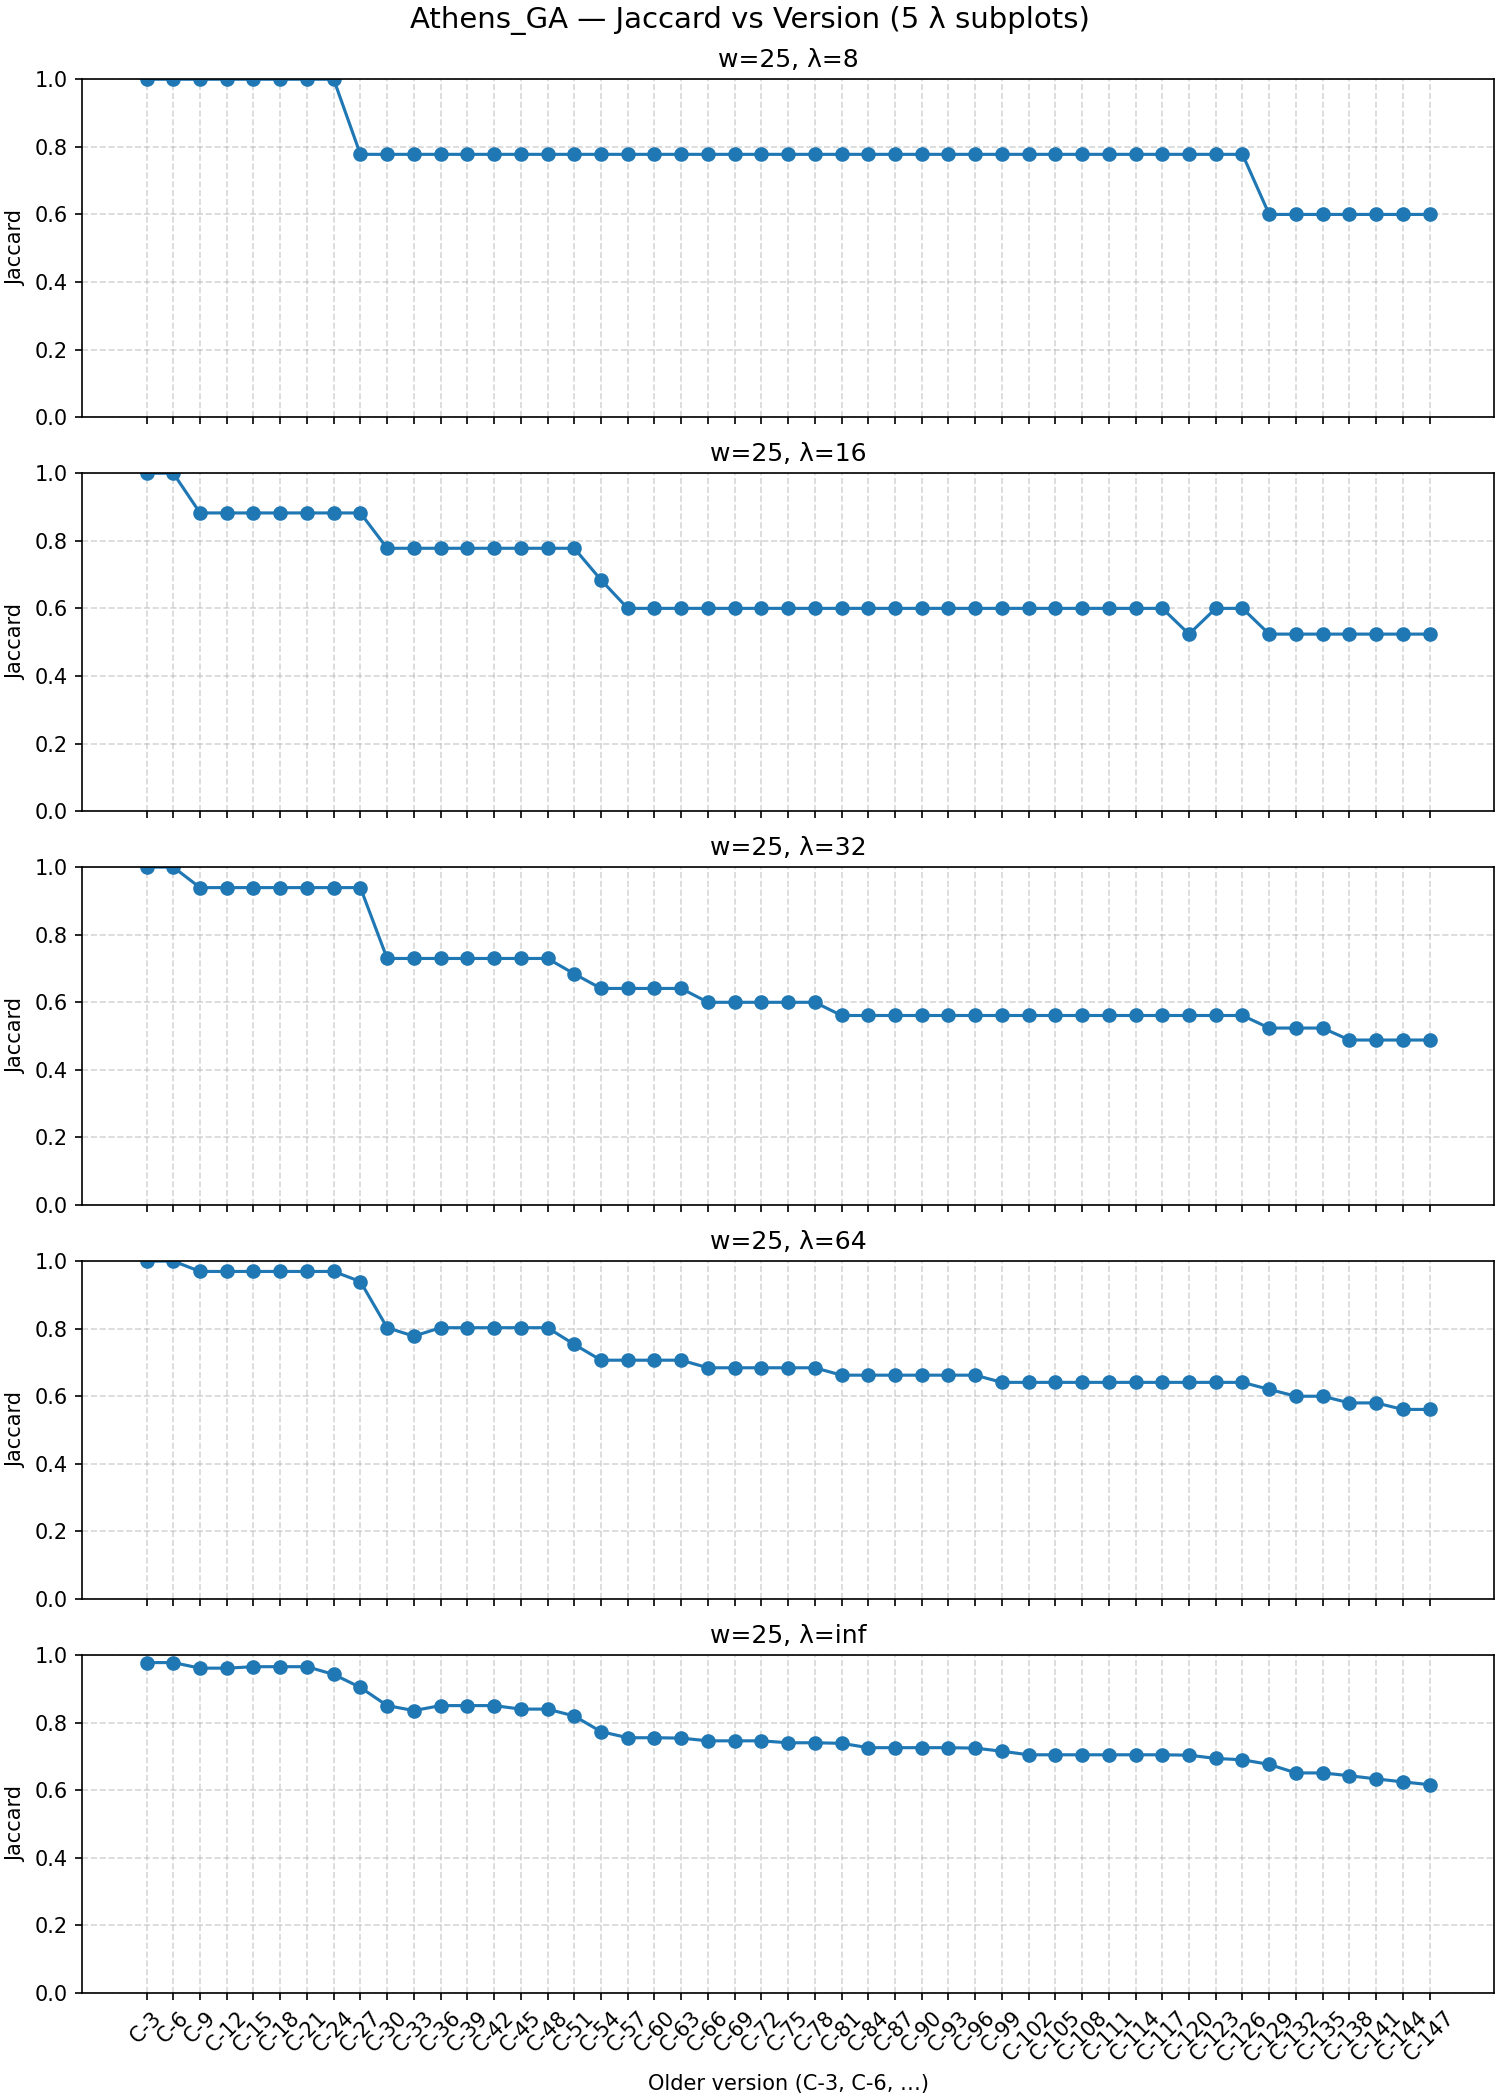 Athens_GA — Jaccard vs Version (5 λ subplots)
w=25, λ=8
1.0
0.8
0.6
0.4
0.2
0.0
Jaccard
w=25, λ=16
1.0
0.8
0.6
0.4
0.2
0.0
Jaccard
w=25, λ=32
1.0
0.8
0.6
0.4
0.2
0.0
Jaccard
w=25, λ=64
1.0
0.8
0.6
0.4
0.2
0.0
Jaccard
w=25, λ=inf
1.0
0.8
0.6
0.4
0.2
0.0
Jaccard
C-3 C-6 C-9 C-12 C-15 C-18 C-21 C-24 C-27 C-30 C-33 C-36 C-39 C-42 C-45 C-48 C-51 C-54 C-57 C-60 C-63 C-66 C-69 C-72 C-75 C-78 C-81 C-84 C-87 C-90 C-93 C-96 C-99 C-102 C-105 C-108 C-111 C-114 C-117 C-120 C-123 C-126 C-129 C-132 C-135 C-138 C-141 C-144 C-147
Older version (C-3, C-6, ...)